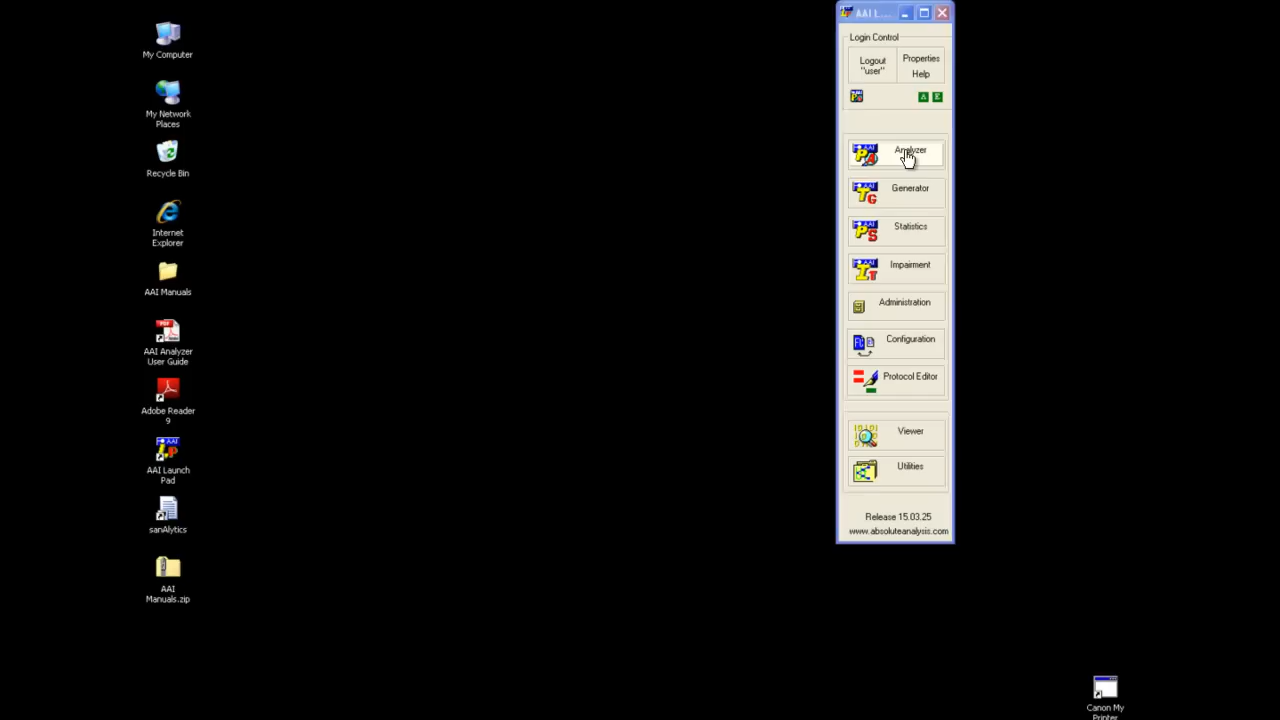 My Computer
My Network
Places
Recycle Bin
Internet
Explorer
AAI Manuals
AAI Analyzer
User Guide
Adobe Reader
9
AAI Launch
Pad
sanAlytics
AAI
Manuals.zip
AAI L...
Login Control
Logout
"user"
Properties
Help
A E
Analyzer
Generator
Statistics
Impairment
Administration
Configuration
Protocol Editor
Viewer
Utilities
Release 15.03.25
www.absoluteanalysis.com
Canon My
Printer